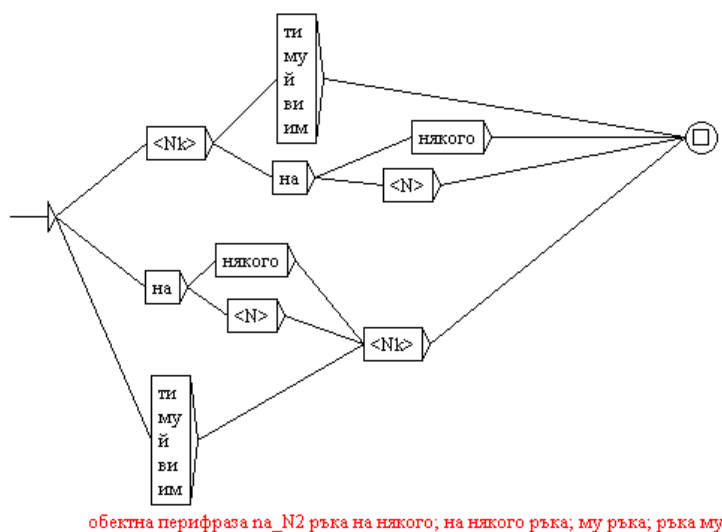 ти
му
й
ви
им
<Nk>
на
някого
<N>
на
някого
<N>
<Nk>
ти
му
й
ви
им
обектна перифраза na_N2 ръка на някого; на някого ръка; му ръка; ръка му